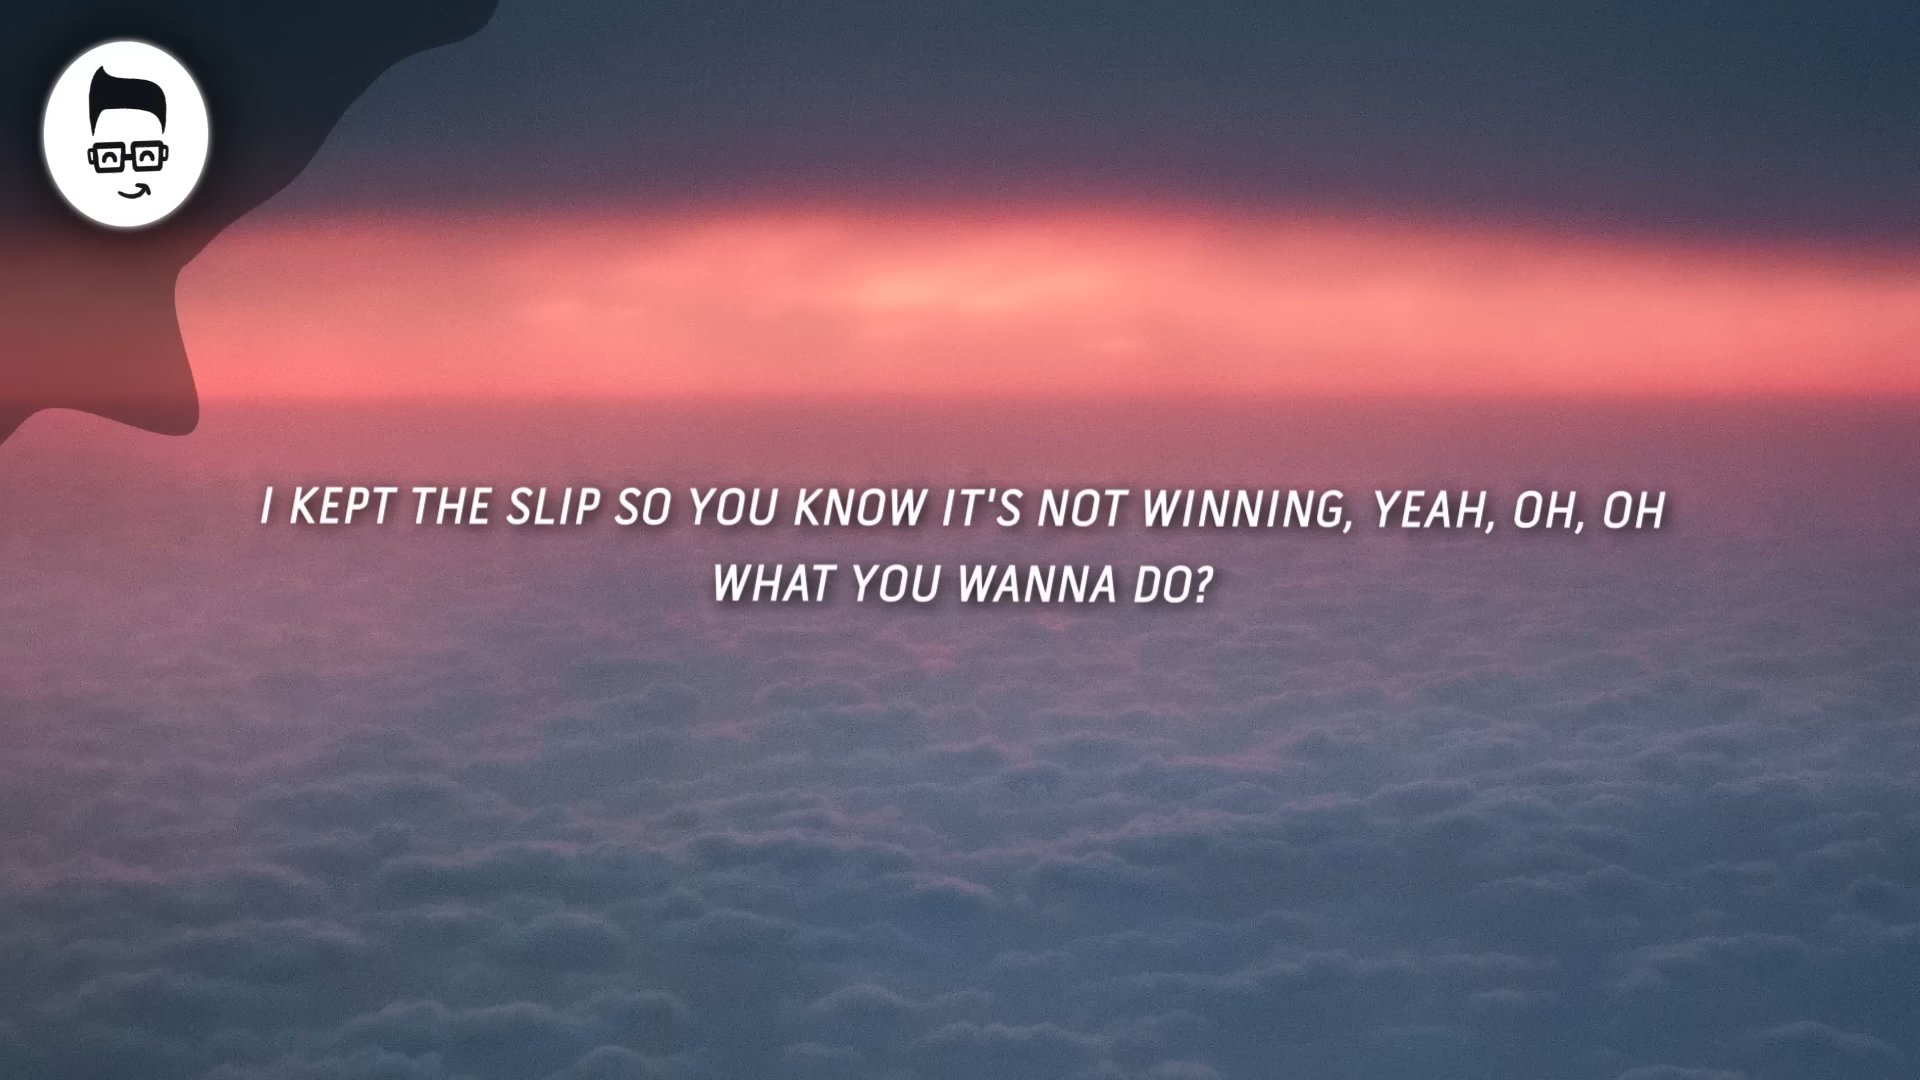 I KEPT THE SLIP SO YOU KNOW IT'S NOT WINNING, YEAH, OH, OH
WHAT YOU WANNA DO?